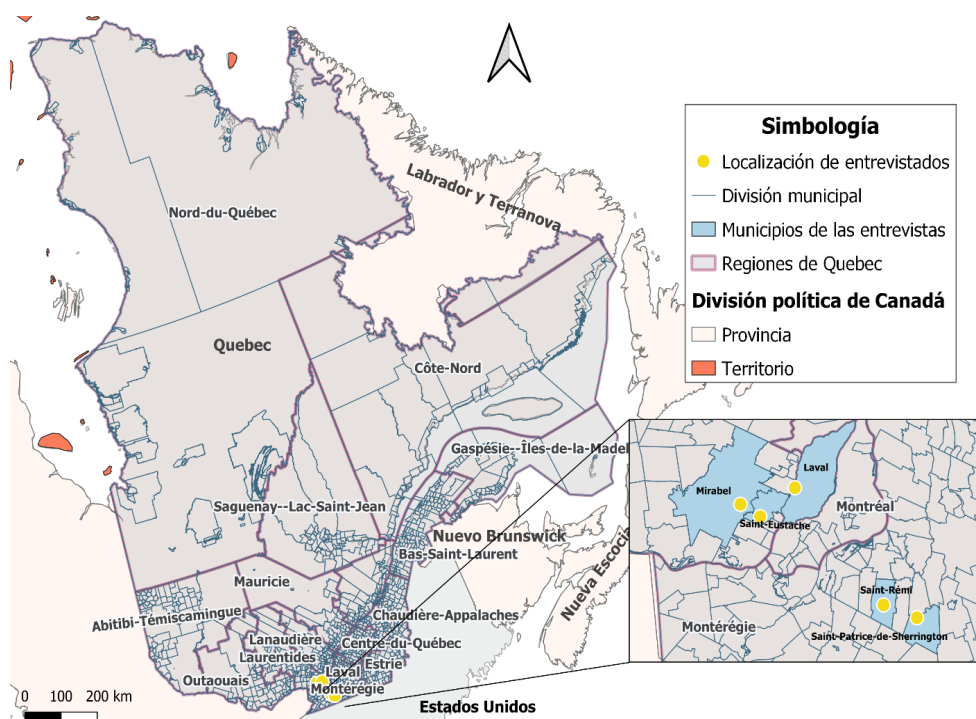 Simbología
Localización de entrevistados
División municipal
Municipios de las entrevistas
Regiones de Quebec
División política de Canadá
Provincia
Territorio
Labrador y Terranova
Nord-du-Québec
Quebec
Côte-Nord
Gaspésie--Îles-de-la-Madel
Saguenay--Lac-Saint-Jean
Nuevo Brunswick
Bas-Saint-Laurent
Nueva Escocia
Mauricie
Abitibi-Témiscamingue
Chaudière-Appalaches
Lanaudière
Centre-du-Québec
Laurentides
Estrie
Outaouais
Laval
Montérégie
Estados Unidos
0 100 200 km
Laval
Mirabel
Montréal
Saint-Eustache
Saint-Rémi
Montérégie
Saint-Patrice-de-Sherrington